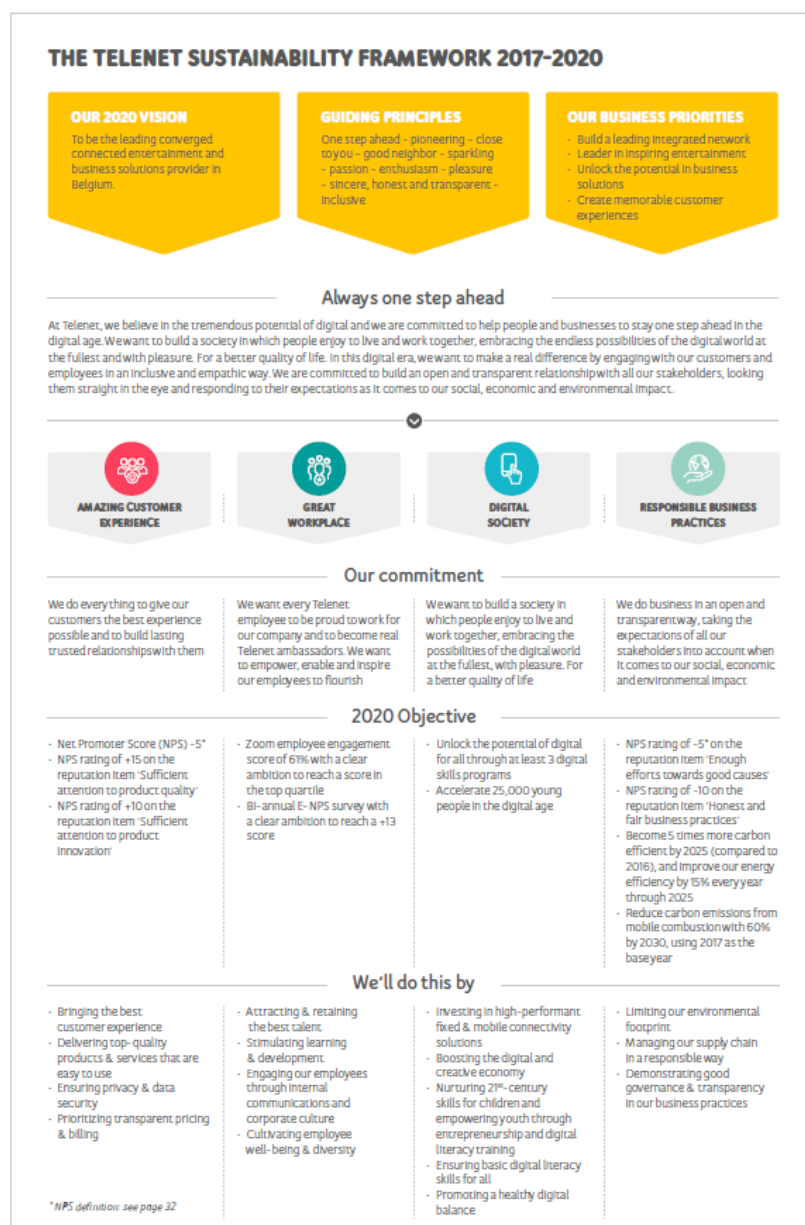 THE TELENET SUSTAINABILITY FRAMEWORK 2017-2020
OUR 2020 VISION
To be the leading converged
connected entertainment and
business solutions provider in
Belgium.
GUIDING PRINCIPLES
One step ahead – pioneering – close
to you – good neighbor – sparkling
– passion – enthusiasm – pleasure
– sincere, honest and transparent –
inclusive
OUR BUSINESS PRIORITIES
- Build a leading integrated network
- Leader in inspiring entertainment
- Unlock the potential in business
solutions
- Create memorable customer
experiences
Always one step ahead
At Telenet, we believe in the tremendous potential of digital and we are committed to help people and businesses to stay one step ahead in the
digital age. We want to build a society in which people enjoy to live and work together, embracing the endless possibilities of the digital world at
the fullest and with pleasure. For a better quality of life. In this digital era, we want to make a real difference by engaging with our customers and
employees in an inclusive and empathic way. We are committed to build an open and transparent relationship with all our stakeholders, looking
them straight in the eye and responding to their expectations as it comes to our social, economic and environmental impact.
AMAZING CUSTOMER
EXPERIENCE
GREAT
WORKPLACE
DIGITAL
SOCIETY
RESPONSIBLE BUSINESS
PRACTICES
Our commitment
We do everything to give our
customers the best experience
possible and to build lasting
trusted relationships with them
We want every Telenet
employee to be proud to work for
our company and to become real
Telenet ambassadors. We want
to empower, enable and inspire
our employees to flourish
We want to build a society in
which people enjoy to live and
work together, embracing the
possibilities of the digital world
at the fullest, with pleasure. For
a better quality of life
We do business in an open and
transparent way, taking the
expectations of all our
stakeholders into account when
it comes to our social, economic
and environmental impact
2020 Objective
- Net Promoter Score (NPS) -5*
- NPS rating of +15 on the
reputation item 'Sufficient
attention to product quality'
- NPS rating of +10 on the
reputation item 'Sufficient
attention to product
innovation'
- Zoom employee engagement
score of 61% with a clear
ambition to reach a score in
the top quartile
- Bi-annual E-NPS survey with
a clear ambition to reach a +13
score
- Unlock the potential of digital
for all through at least 3 digital
skills programs
- Accelerate 25,000 young
people in the digital age
- NPS rating of -5* on the
reputation item 'Enough
efforts towards good causes'
- NPS rating of -10 on the
reputation item 'Honest and
fair business practices'
- Become 5 times more carbon
efficient by 2025 (compared to
2016), and improve our energy
efficiency by 15% every year
through 2025
- Reduce carbon emissions from
mobile combustion with 60%
by 2030, using 2017 as the
base year
We'll do this by
- Bringing the best
customer experience
- Delivering top-quality
products & services that are
easy to use
- Ensuring privacy & data
security
- Prioritizing transparent pricing
& billing
- Attracting & retaining
the best talent
- Stimulating learning
& development
- Engaging our employees
through internal
communications and
corporate culture
- Cultivating employee
well-being & diversity
- Investing in high-performant
fixed & mobile connectivity
solutions
- Boosting the digital and
creative economy
- Nurturing 21st-century
skills for children and
empowering youth through
entrepreneurship and digital
literacy training
- Ensuring basic digital literacy
skills for all
- Promoting a healthy digital
balance
- Limiting our environmental
footprint
- Managing our supply chain
in a responsible way
- Demonstrating good
governance & transparency
in our business practices
* NPS definition: see page 32